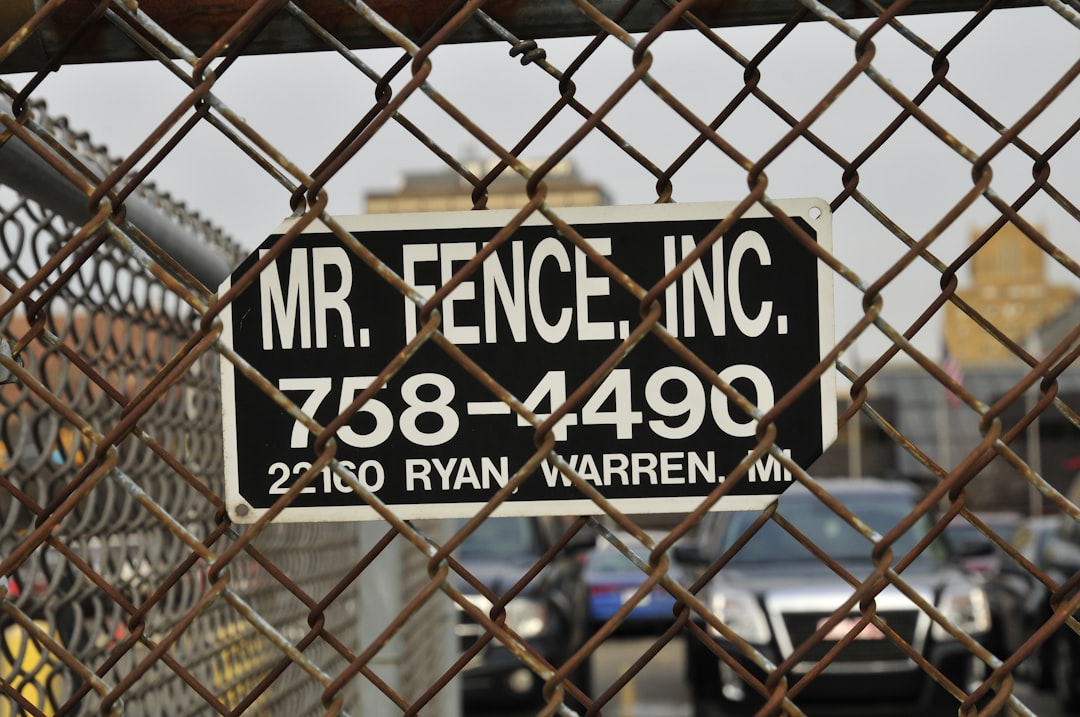 MR. FENCE, INC.
758-4490
22160 RYAN, WARREN, MI